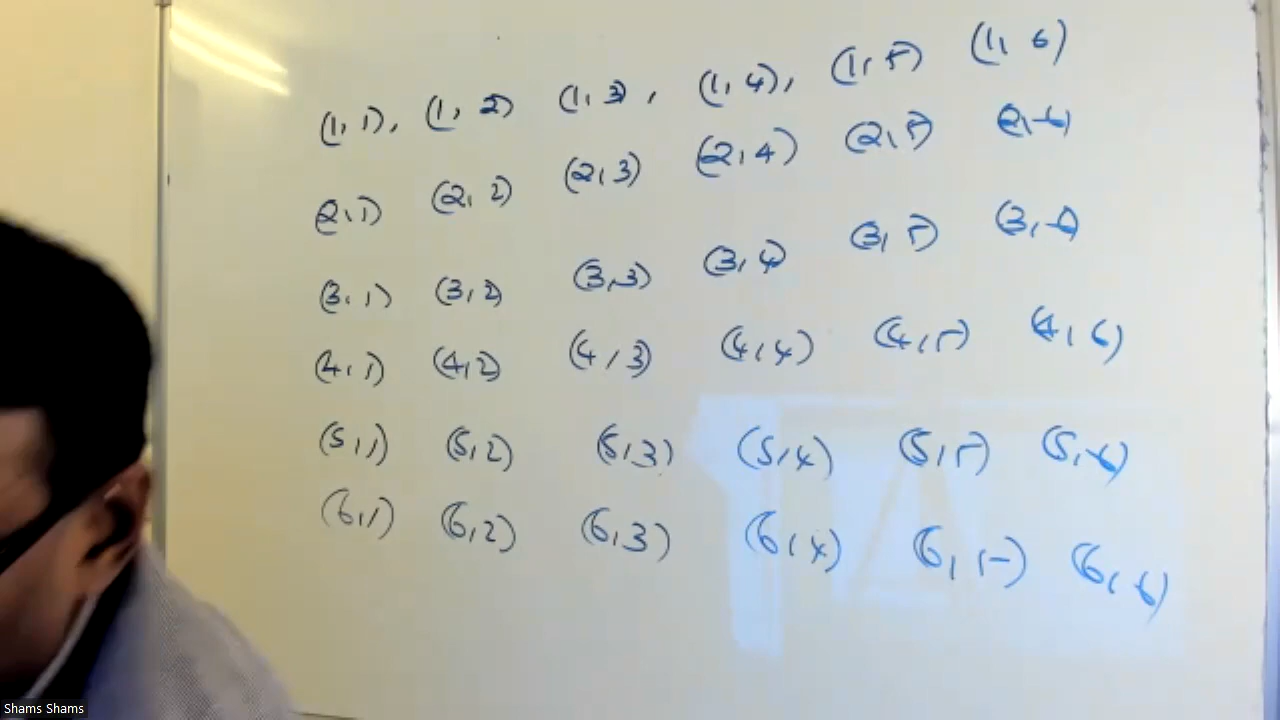 (1, 1), (1, 2) (1, 3), (1, 4), (1, 5) (1, 6)
(2, 1) (2, 2) (2, 3) (2, 4) (2, 5) (2, 6)
(3, 1) (3, 2) (3, 3) (3, 4) (3, 5) (3, 6)
(4, 1) (4, 2) (4, 3) (4, 4) (4, 5) (4, 6)
(5, 1) (5, 2) (5, 3) (5, 4) (5, 5) (5, 6)
(6, 1) (6, 2) (6, 3) (6, 4) (6, 5) (6, 6)
Shams Shams